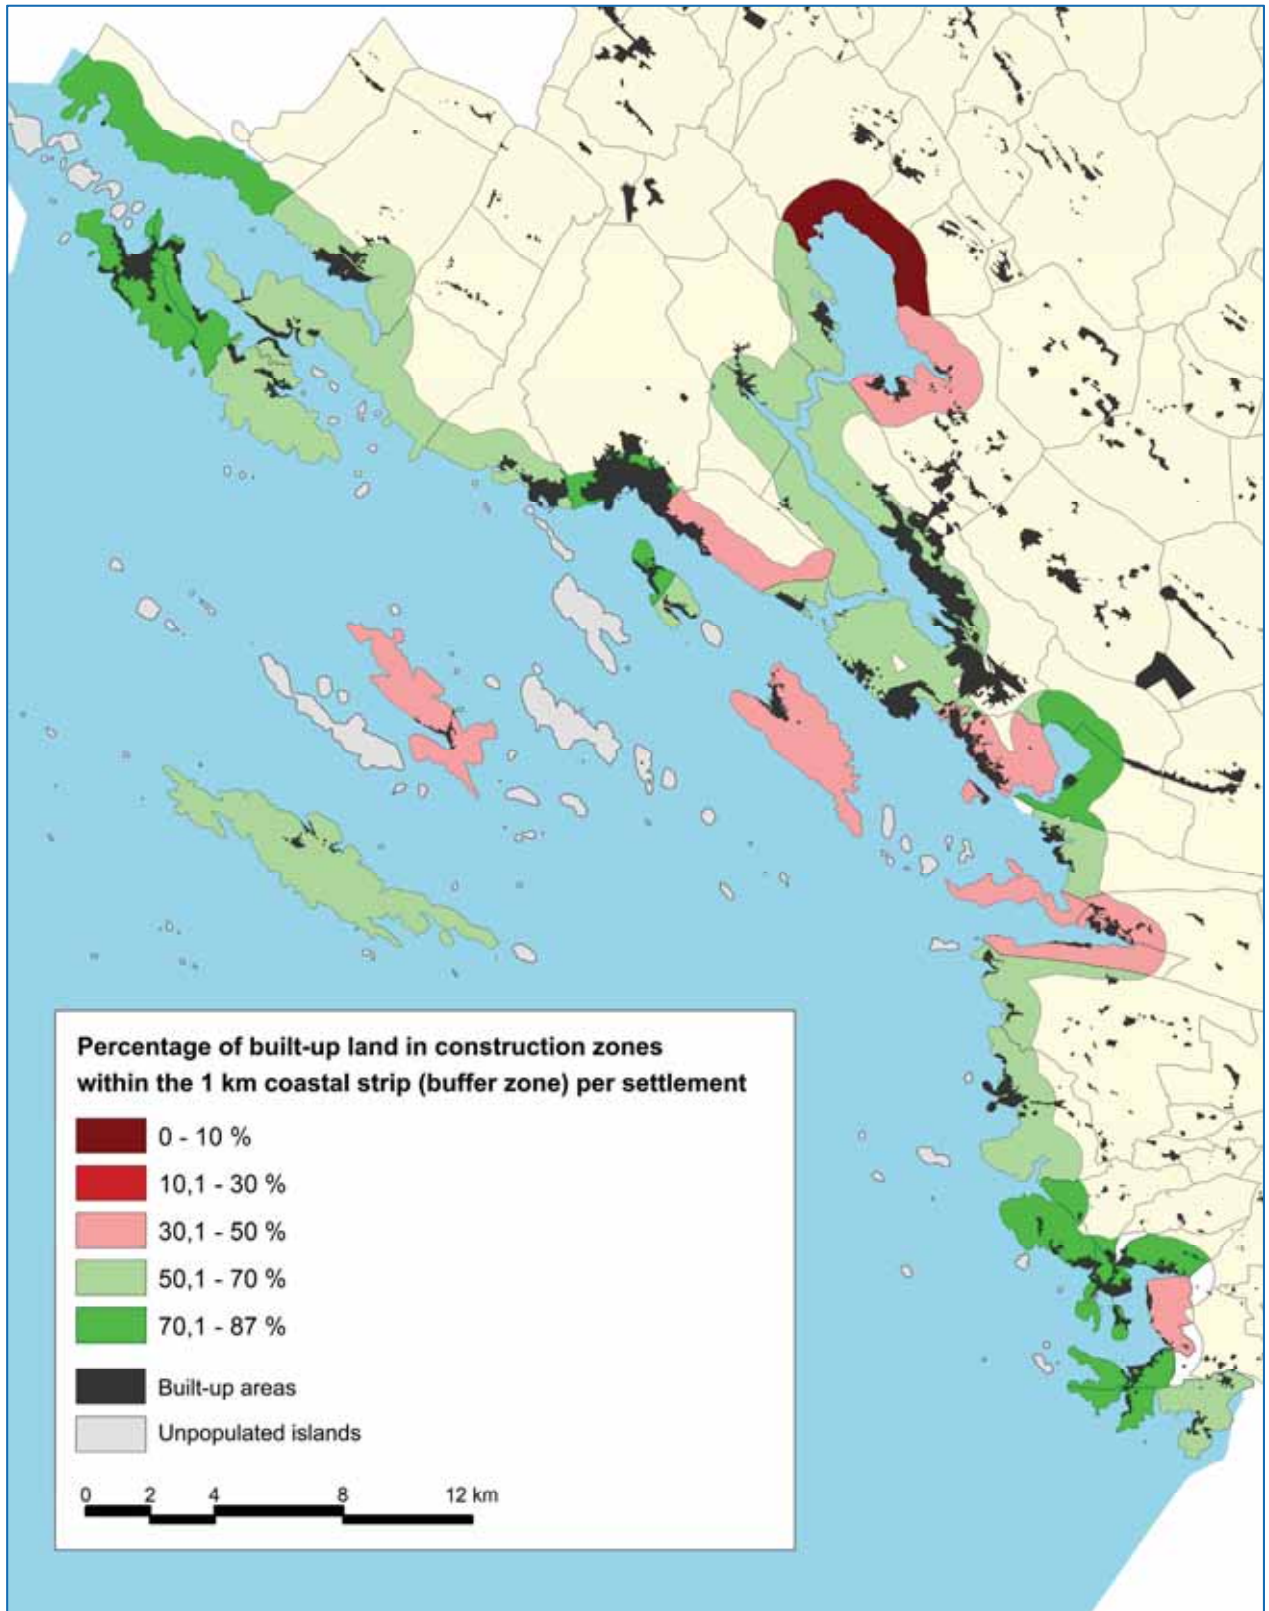 Percentage of built-up land in construction zones
within the 1 km coastal strip (buffer zone) per settlement
0 - 10 %
10,1 - 30 %
30,1 - 50 %
50,1 - 70 %
70,1 - 87 %
Built-up areas
Unpopulated islands
0 2 4 8 12 km